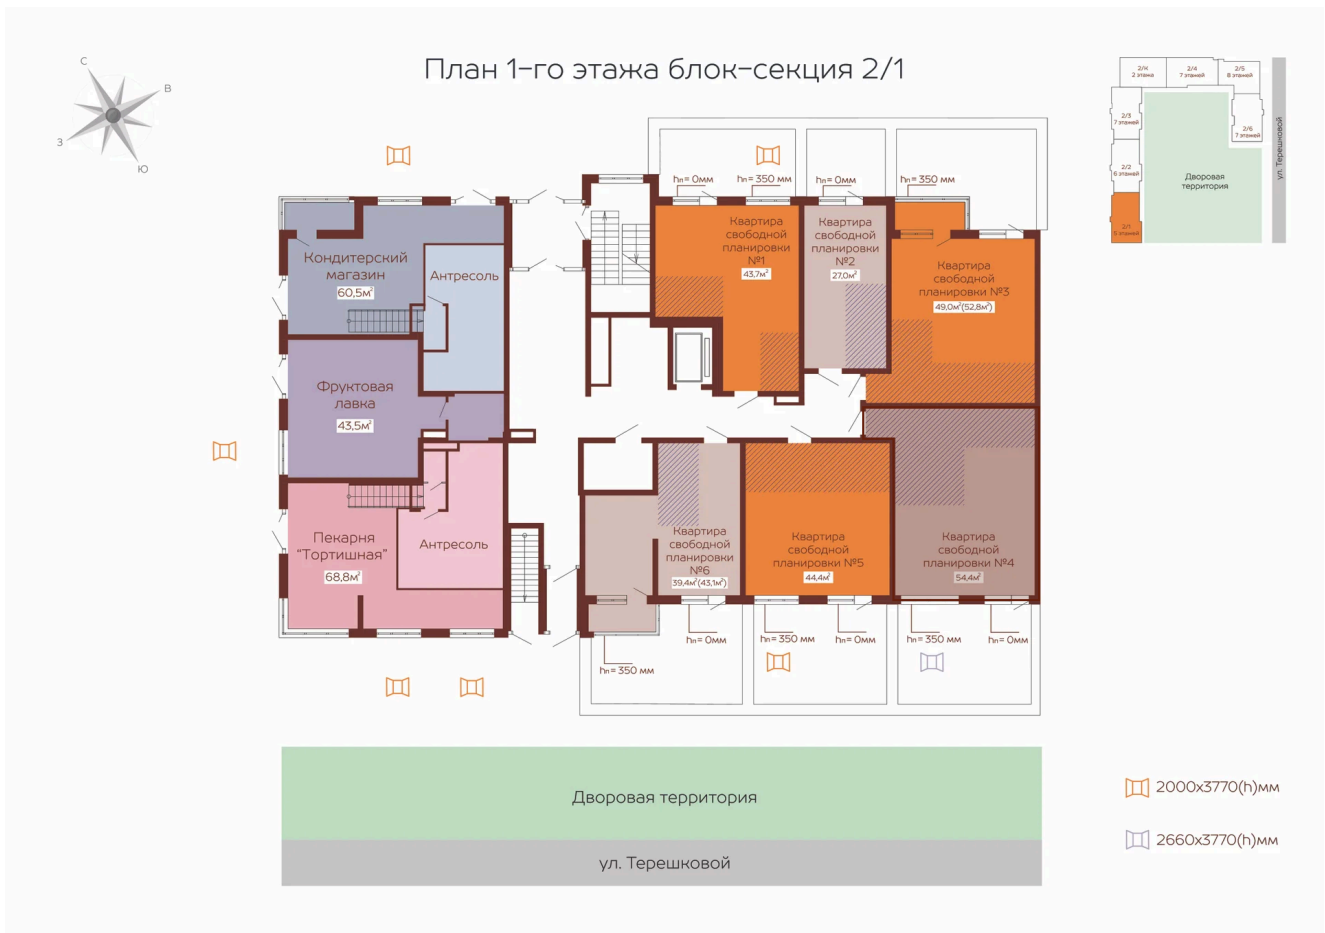 План 1-го этажа блок-секция 2/1
С
В
З
Ю
2/К
2 этажа
2/4
7 этажей
2/5
8 этажей
2/3
7 этажей
2/6
7 этажей
2/2
6 этажей
2/1
6 этажей
Дворовая
территория
ул. Терешновой
hп= 0мм
hп= 350 мм
hп= 0мм
hп= 350 мм
Кондитерский
магазин
60,5м²
Антресоль
Квартира
свободной
планировки
№1
43,7м²
Квартира
свободной
планировки
№2
27,0м²
Квартира
свободной
планировки №3
49,0м²(52,8м²)
Фруктовая
лавка
43,5м²
Пекарня
"Тортишная"
68,8м²
Антресоль
Квартира
свободной
планировки
№6
39,4м²(43,1м²)
Квартира
свободной
планировки №5
44,4м²
Квартира
свободной
планировки №4
54,4м²
hп= 0мм
hп= 350 мм
hп= 0мм
hп= 350 мм
hп= 0мм
hп= 350 мм
Дворовая территория
ул. Терешковой
2000х3770(h)мм
2660х3770(h)мм